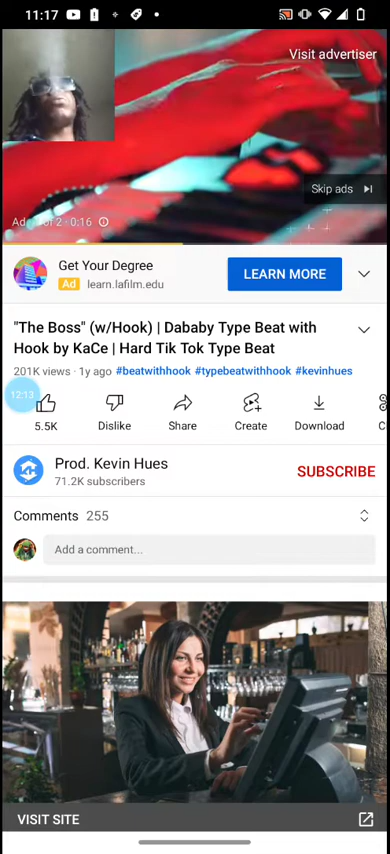 11:17
Visit advertiser
Skip ads
Ad
of 2 · 0:16
Get Your Degree
Ad learn.lafilm.edu
LEARN MORE
"The Boss" (w/Hook) | Dababy Type Beat with
Hook by KaCe | Hard Tik Tok Type Beat
201K views · 1y ago #beatwithhook #typebeatwithhook #kevinhues
12:13
5.5K
Dislike
Share
Create
Download
Prod. Kevin Hues
71.2K subscribers
SUBSCRIBE
Comments 255
Add a comment...
VISIT SITE